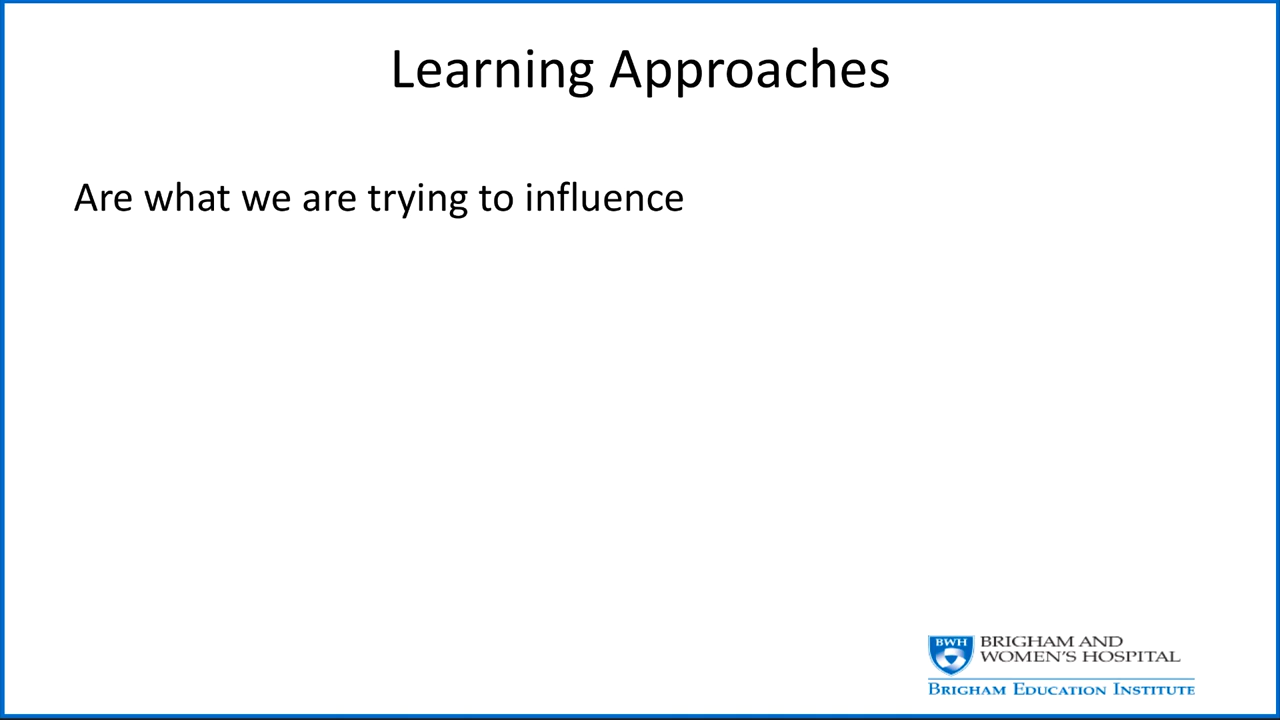 Learning Approaches
Are what we are trying to influence
BWH
BRIGHAM AND
WOMEN'S HOSPITAL
BRIGHAM EDUCATION INSTITUTE